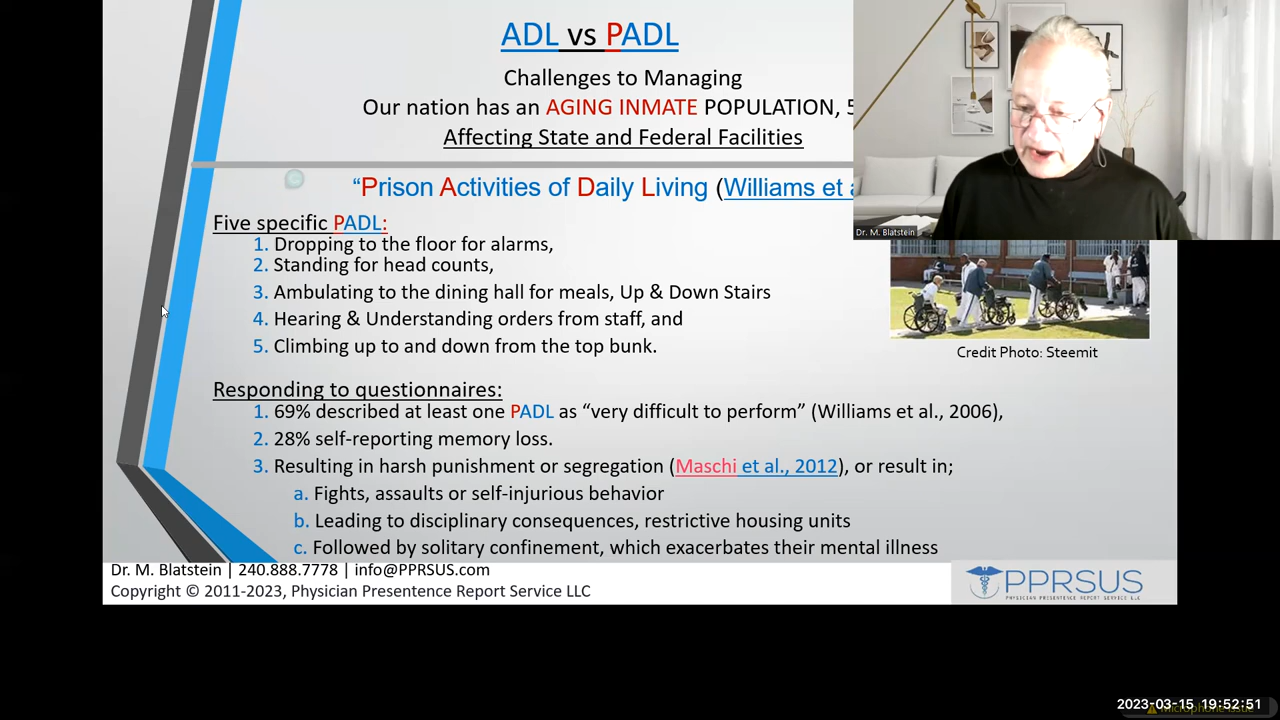 ADL vs PADL
Challenges to Managing
Our nation has an AGING INMATE POPULATION, 5
Affecting State and Federal Facilities
“Prison Activities of Daily Living (Williams et a
Five specific PADL:
1. Dropping to the floor for alarms,
2. Standing for head counts,
3. Ambulating to the dining hall for meals, Up & Down Stairs
4. Hearing & Understanding orders from staff, and
5. Climbing up to and down from the top bunk.
Dr. M. Blatstein
Credit Photo: Steemit
Responding to questionnaires:
1. 69% described at least one PADL as “very difficult to perform” (Williams et al., 2006),
2. 28% self-reporting memory loss.
3. Resulting in harsh punishment or segregation (Maschi et al., 2012), or result in;
a. Fights, assaults or self-injurious behavior
b. Leading to disciplinary consequences, restrictive housing units
c. Followed by solitary confinement, which exacerbates their mental illness
Dr. M. Blatstein | 240.888.7778 | info@PPRSUS.com
Copyright © 2011-2023, Physician Presentence Report Service LLC
PPRSUS
PHYSICIAN PRESENTENCE REPORT SERVICE LLC
2023-03-15 19:52:51